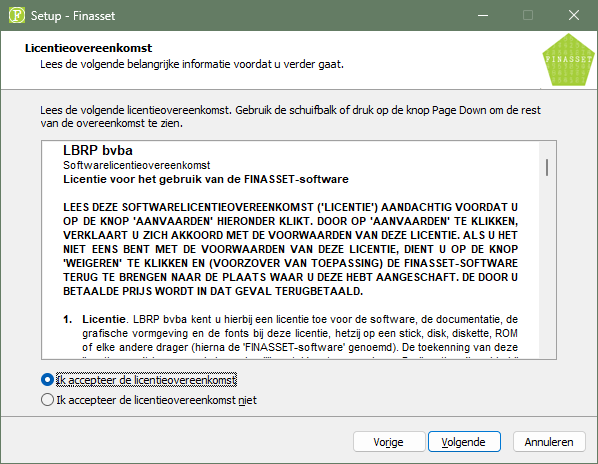 Setup - Finasset
Licentieovereenkomst
Lees de volgende belangrijke informatie voordat u verder gaat.
FINASSET
Lees de volgende licentieovereenkomst. Gebruik de schuifbalk of druk op de knop Page Down om de rest
van de overeenkomst te zien.
LBRP bvba
Softwarelicentieovereenkomst
Licentie voor het gebruik van de FINASSET-software
LEES DEZE SOFTWARELICENTIEOVEREENKOMST ('LICENTIE') AANDACHTIG VOORDAT U
OP DE KNOP 'AANVAARDEN' HIERONDER KLIKT. DOOR OP 'AANVAARDEN' TE KLIKKEN,
VERKLAART U ZICH AKKOORD MET DE VOORWAARDEN VAN DEZE LICENTIE. ALS U HET
NIET EENS BENT MET DE VOORWAARDEN VAN DEZE LICENTIE, DIENT U OP DE KNOP
'WEIGEREN' TE KLIKKEN EN (VOORZOVER VAN TOEPASSING) DE FINASSET-SOFTWARE
TERUG TE BRENGEN NAAR DE PLAATS WAAR U DEZE HEBT AANGESCHAFT. DE DOOR U
BETAALDE PRIJS WORDT IN DAT GEVAL TERUGBETAALD.
1. Licentie. LBRP bvba kent u hierbij een licentie toe voor de software, de documentatie, de
grafische vormgeving en de fonts bij deze licentie, hetzij op een stick, disk, diskette, ROM
of elke andere drager (hierna de 'FINASSET-software' genoemd). De toekenning van deze
Ik accepteer de licentieovereenkomst
Ik accepteer de licentieovereenkomst niet
Vorige
Volgende
Annuleren